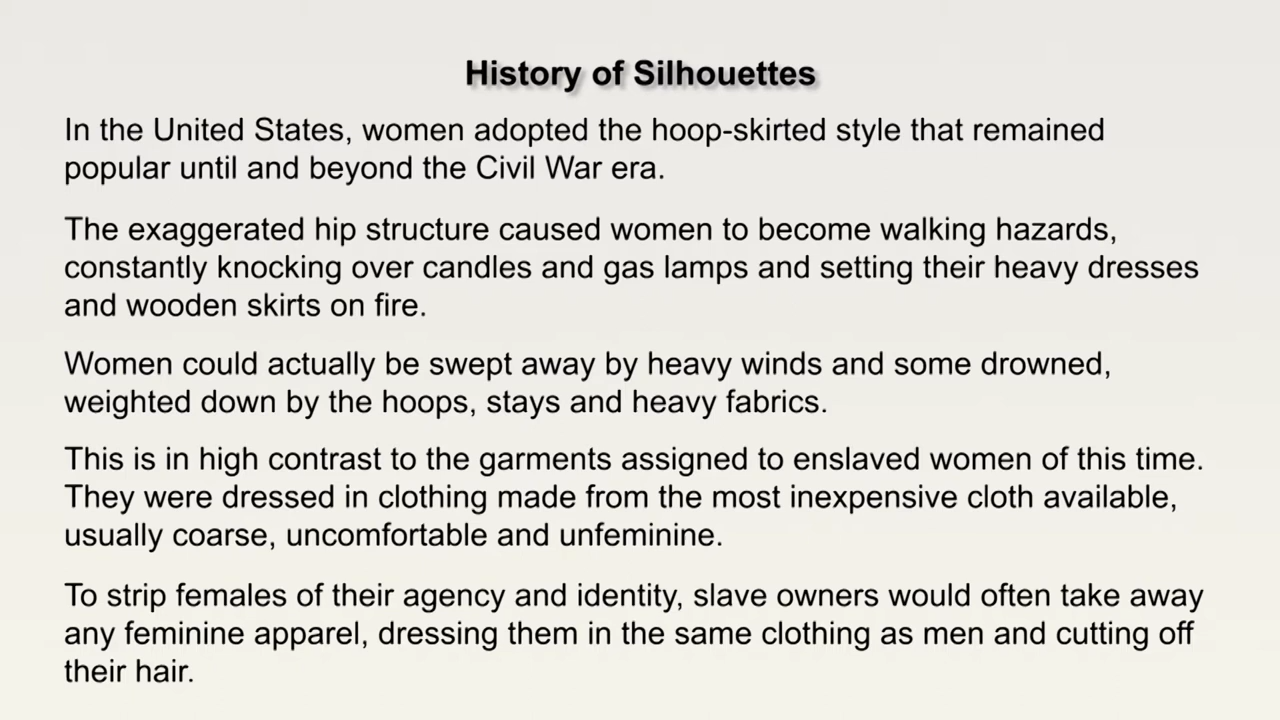 History of Silhouettes
In the United States, women adopted the hoop-skirted style that remained
popular until and beyond the Civil War era.
The exaggerated hip structure caused women to become walking hazards,
constantly knocking over candles and gas lamps and setting their heavy dresses
and wooden skirts on fire.
Women could actually be swept away by heavy winds and some drowned,
weighted down by the hoops, stays and heavy fabrics.
This is in high contrast to the garments assigned to enslaved women of this time.
They were dressed in clothing made from the most inexpensive cloth available,
usually coarse, uncomfortable and unfeminine.
To strip females of their agency and identity, slave owners would often take away
any feminine apparel, dressing them in the same clothing as men and cutting off
their hair.